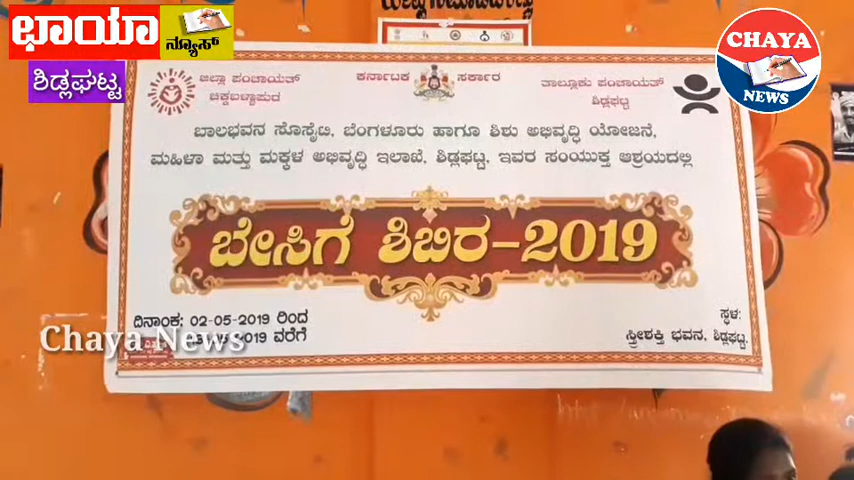 ಛಾಯಾ
ನ್ಯೂಸ್
ಶಿಡ್ಲಘಟ್ಟ
CHAYA
NEWS
ಜಿಲ್ಲಾ ಪಂಚಾಯತ್
ಚಿಕ್ಕಬಳ್ಳಾಪುರ
ಕರ್ನಾಟಕ ಸರ್ಕಾರ
ತಾಲ್ಲೂಕು ಪಂಚಾಯತ್
ಶಿಡ್ಲಘಟ್ಟ
ಬಾಲಭವನ ಸೊಸೈಟಿ, ಬೆಂಗಳೂರು ಹಾಗೂ ಶಿಶು ಅಭಿವೃದ್ಧಿ ಯೋಜನೆ,
ಮಹಿಳಾ ಮತ್ತು ಮಕ್ಕಳ ಅಭಿವೃದ್ಧಿ ಇಲಾಖೆ, ಶಿಡ್ಲಘಟ್ಟ, ಇವರ ಸಂಯುಕ್ತ ಆಶ್ರಯದಲ್ಲಿ
ಬೇಸಿಗೆ ಶಿಬಿರ-2019
ದಿನಾಂಕ: 02-05-2019 ರಿಂದ
2019 ವರೆಗೆ
ಸ್ಥಳ:
ಸ್ತ್ರೀಶಕ್ತಿ ಭವನ, ಶಿಡ್ಲಘಟ್ಟ.
Chaya News